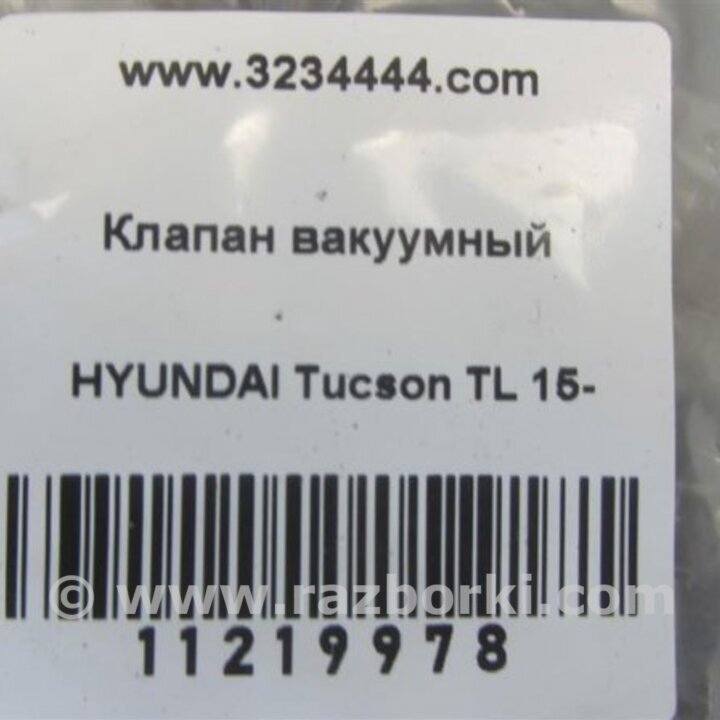 www.3234444.com
Клапан вакуумный
HYUNDAI Tucson TL 15-
© www.razborki.com
11219978